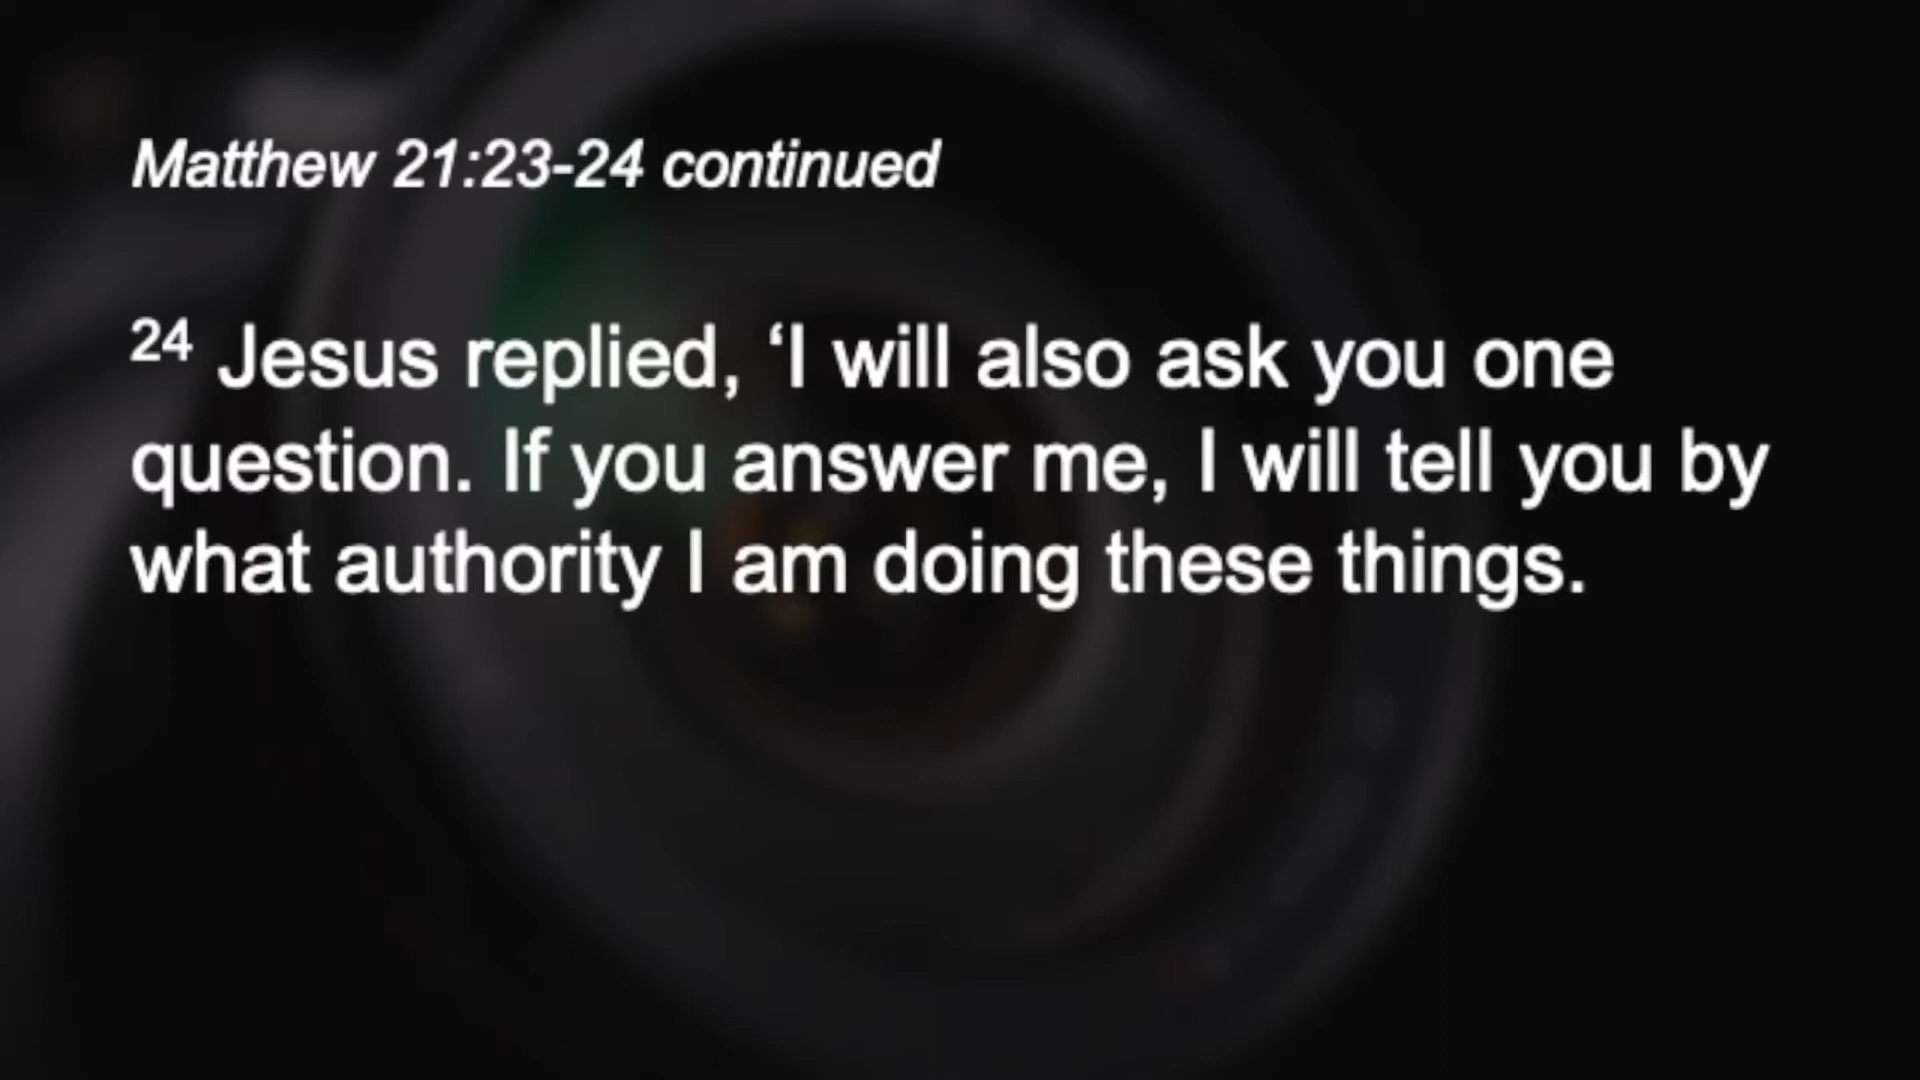 Matthew 21:23-24 continued
24 Jesus replied, ‘I will also ask you one
question. If you answer me, I will tell you by
what authority I am doing these things.